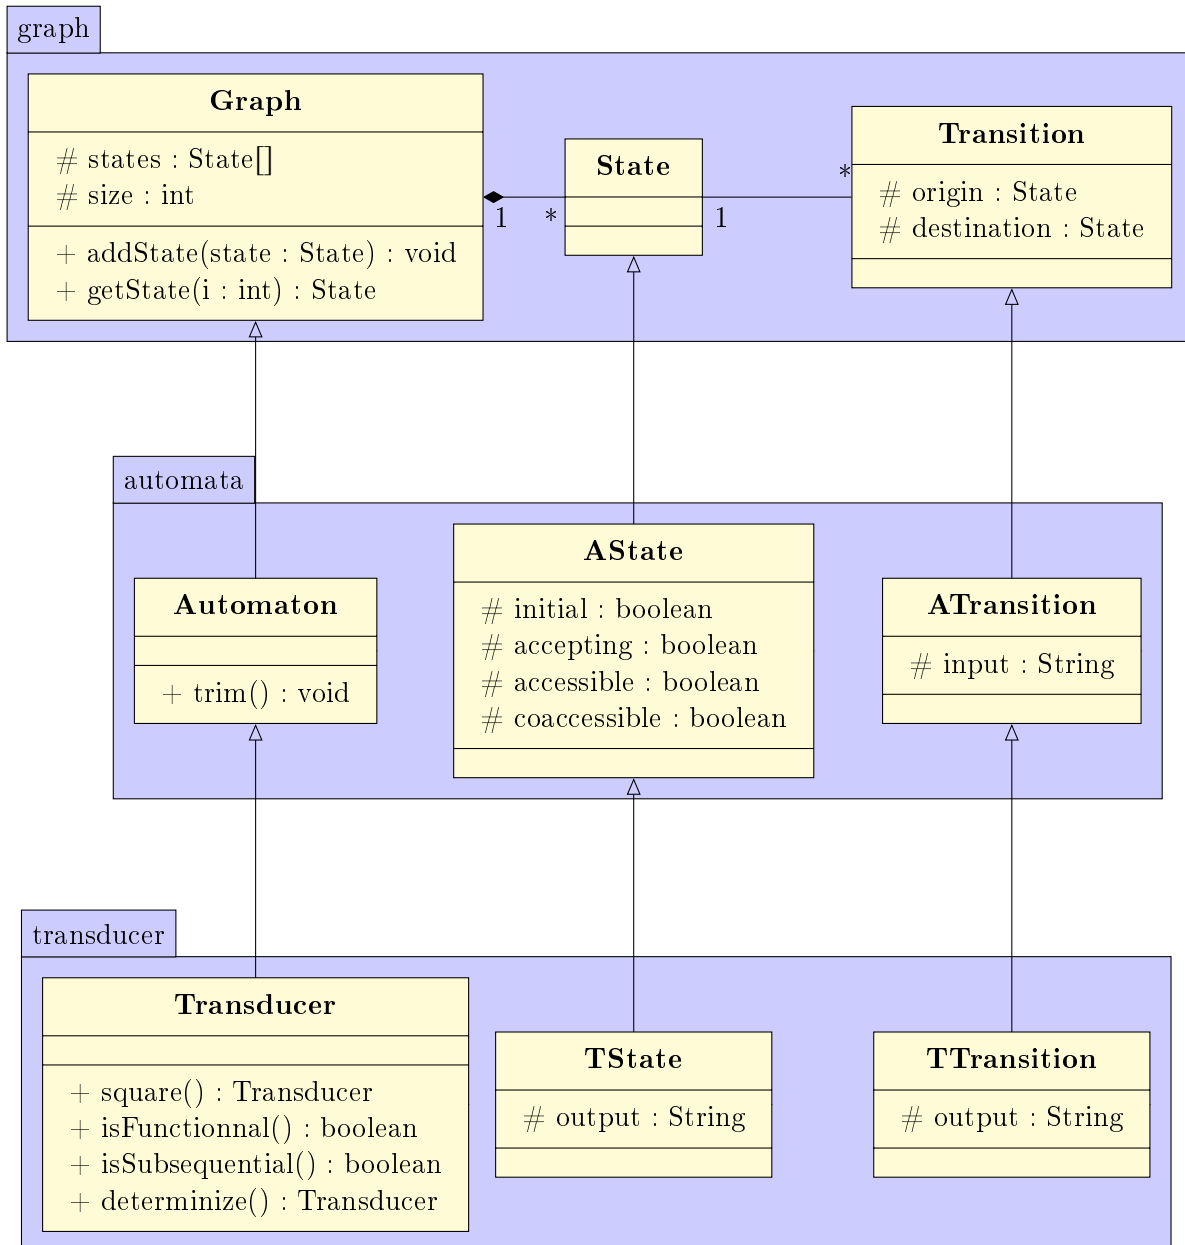 graph
Graph
# states : State[]
# size : int
+ addState(state : State) : void
+ getState(i : int) : State
1
*
State
1
*
Transition
# origin : State
# destination : State
automata
Automaton
+ trim() : void
AState
# initial : boolean
# accepting : boolean
# accessible : boolean
# coaccessible : boolean
ATransition
# input : String
transducer
Transducer
+ square() : Transducer
+ isFunctionnal() : boolean
+ isSubsequential() : boolean
+ determinize() : Transducer
TState
# output : String
TTransition
# output : String